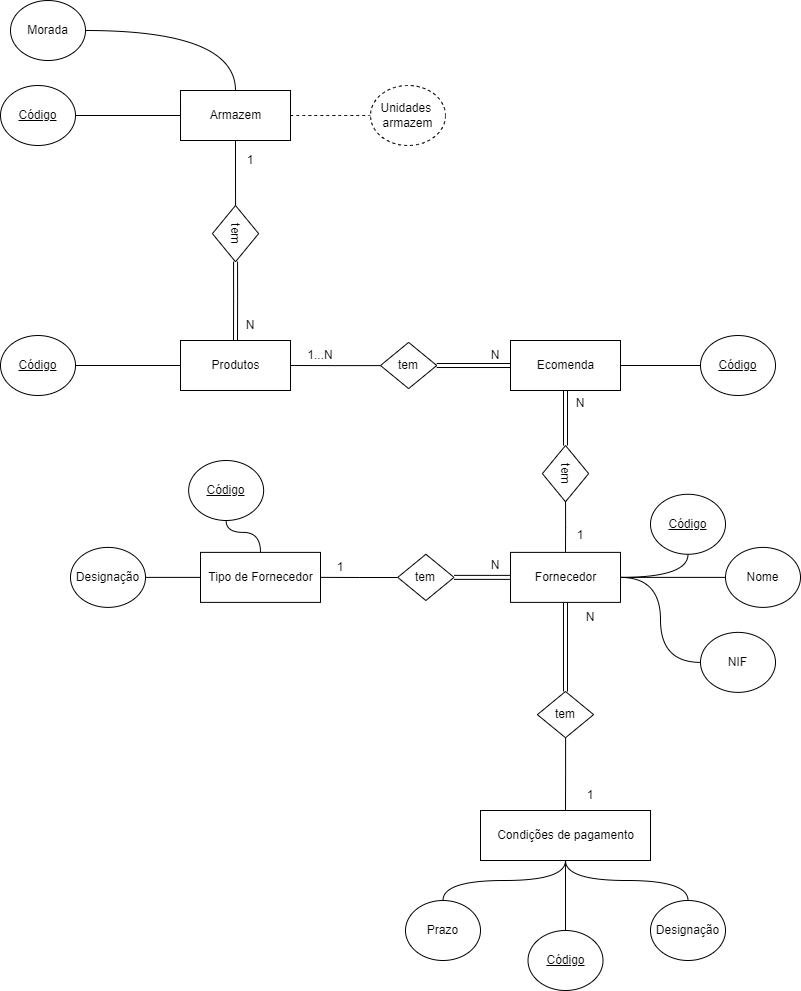 Morada
Código
Armazem
Unidades
armazem
1
tem
N
Código
Produtos
1...N
tem
N
Ecomenda
Código
N
tem
1
Código
Código
Designação
Tipo de Fornecedor
1
tem
N
Fornecedor
Nome
N
NIF
tem
1
Condições de pagamento
Prazo
Código
Designação